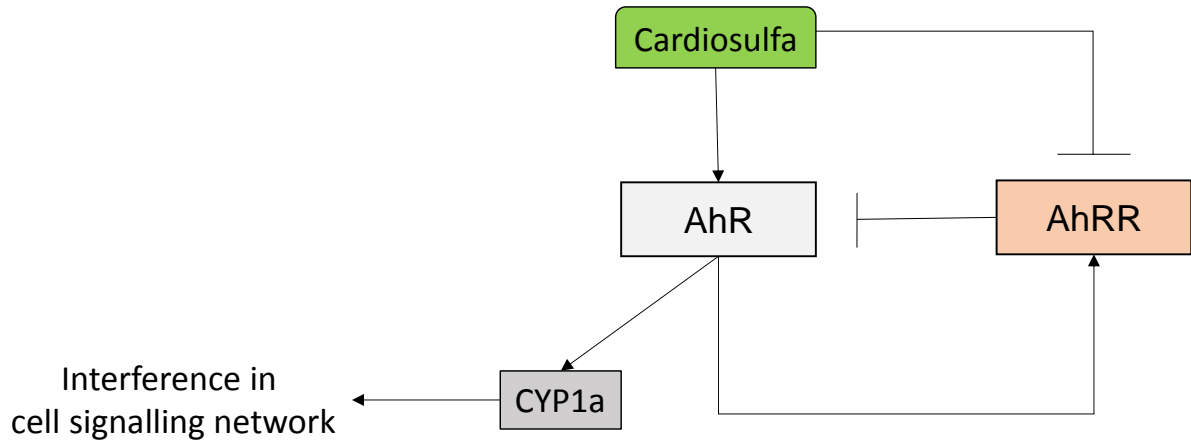 Cardiosulfa
AhR
AhRR
Interference in
cell signalling network
CYP1a